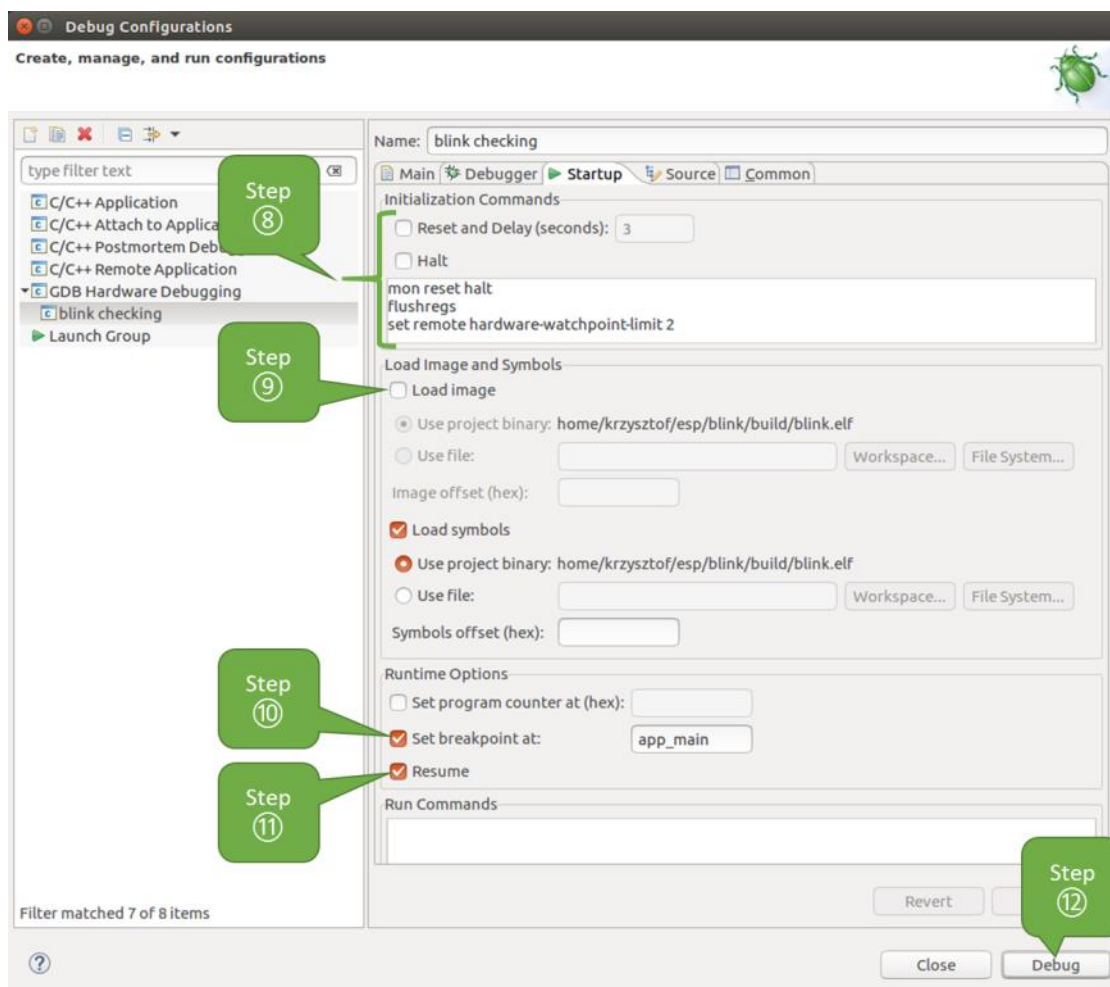 Debug Configurations
Create, manage, and run configurations
type filter text
C/C++ Application
C/C++ Attach to Applica
C/C++ Postmortem Debu
C/C++ Remote Application
GDB Hardware Debugging
blink checking
Launch Group
Filter matched 7 of 8 items
Name: blink checking
Main Debugger Startup Source Common
Initialization Commands
Step
⑧
Reset and Delay (seconds): 3
Halt
mon reset halt
flushregs
set remote hardware-watchpoint-limit 2
Load Image and Symbols
Step
⑨
Load image
Use project binary: home/krzysztof/esp/blink/build/blink.elf
Use file: Workspace... File System...
Image offset (hex):
Load symbols
Use project binary: home/krzysztof/esp/blink/build/blink.elf
Use file: Workspace... File System...
Symbols offset (hex):
Runtime Options
Set program counter at (hex):
Step
⑩
Set breakpoint at: app_main
Resume
Step
⑪
Run Commands
Revert
Step
⑫
Close Debug